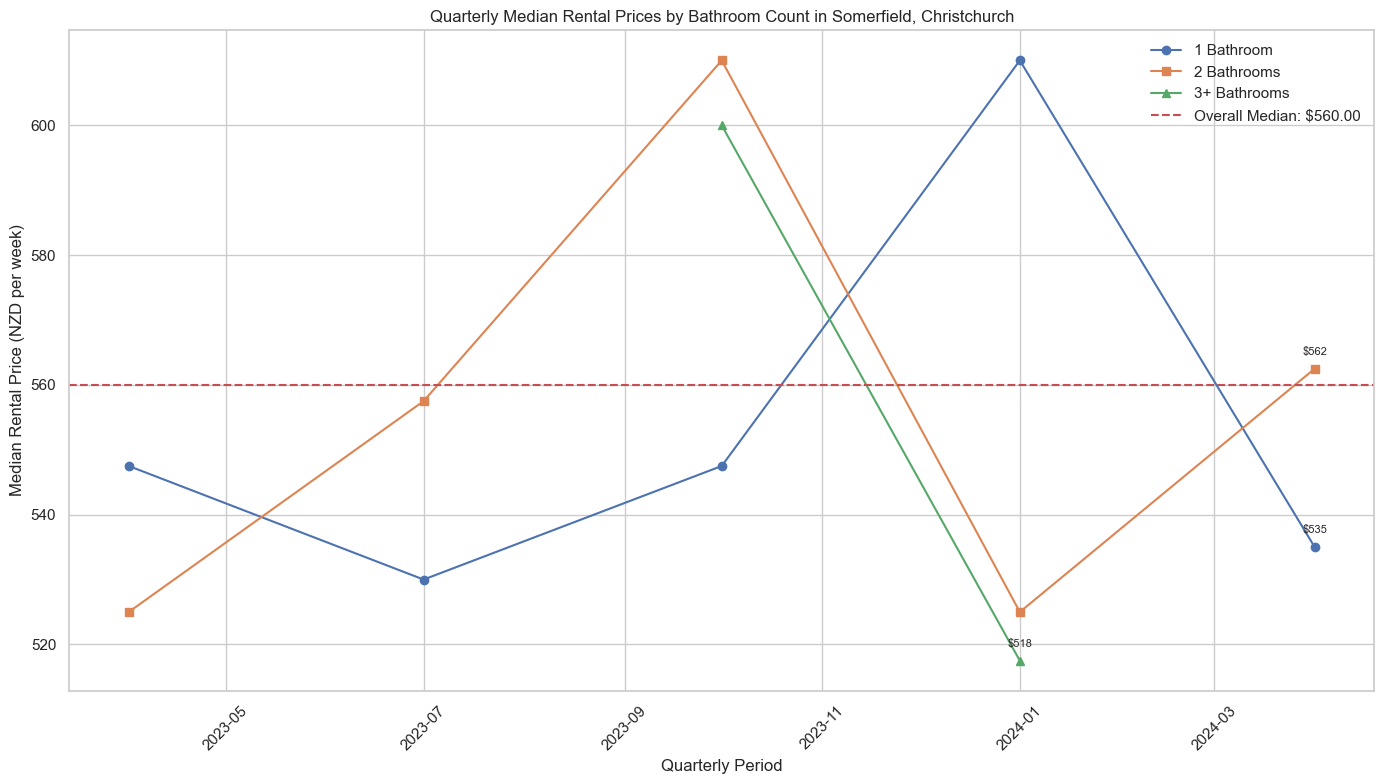 Quarterly Median Rental Prices by Bathroom Count in Somerfield, Christchurch
1 Bathroom
2 Bathrooms
3+ Bathrooms
Overall Median: $560.00
Median Rental Price (NZD per week)
600
580
560
540
520
$562
$535
$518
2023-05
2023-07
2023-09
2023-11
2024-01
2024-03
Quarterly Period